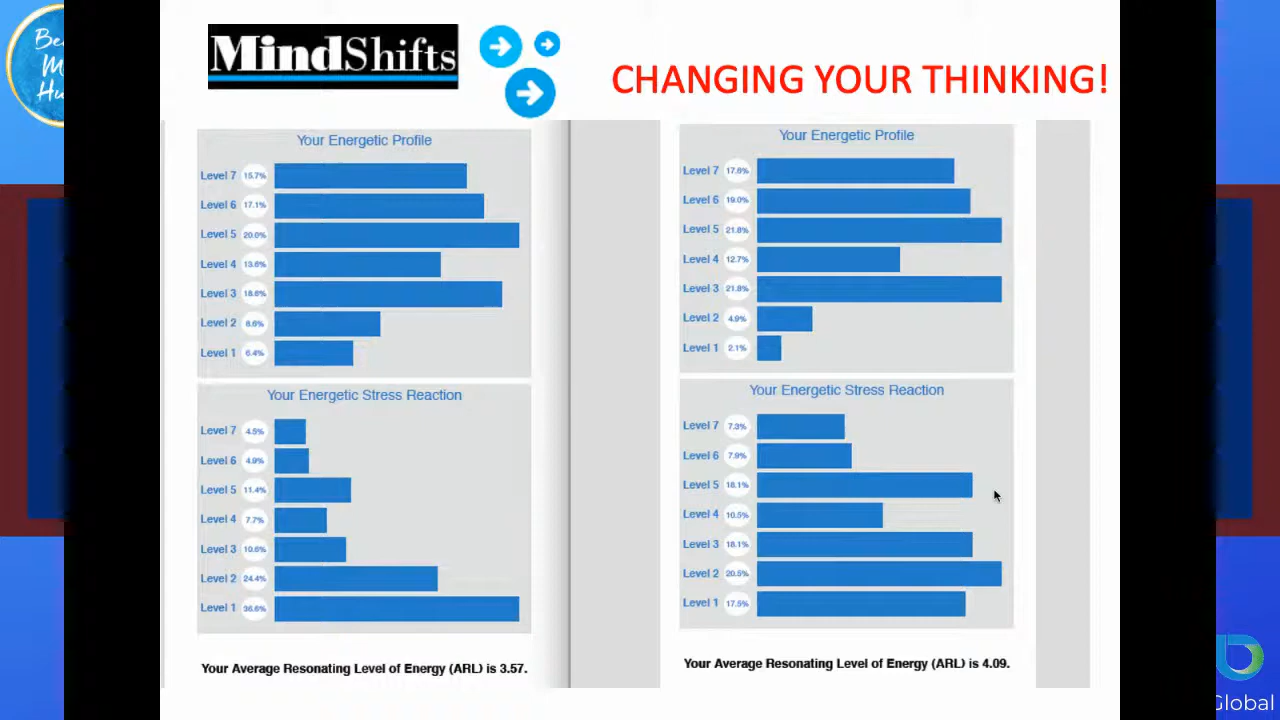 MindShifts
CHANGING YOUR THINKING!
Your Energetic Profile
Level 7 15.7%
Level 6 17.1%
Level 5 20.0%
Level 4 13.6%
Level 3 18.6%
Level 2 8.6%
Level 1 6.4%
Your Energetic Stress Reaction
Level 7 4.5%
Level 6 4.9%
Level 5 11.4%
Level 4 7.7%
Level 3 10.6%
Level 2 24.4%
Level 1 36.6%
Your Average Resonating Level of Energy (ARL) is 3.57.
Your Energetic Profile
Level 7
Level 6 19.0%
Level 5 21.8%
Level 4 12.7%
Level 3 21.8%
Level 2 4.9%
Level 1 2.1%
Your Energetic Stress Reaction
Level 7 7.3%
Level 6 7.9%
Level 5 18.1%
Level 4 10.5%
Level 3 18.1%
Level 2 20.5%
Level 1 17.5%
Your Average Resonating Level of Energy (ARL) is 4.09.
Global